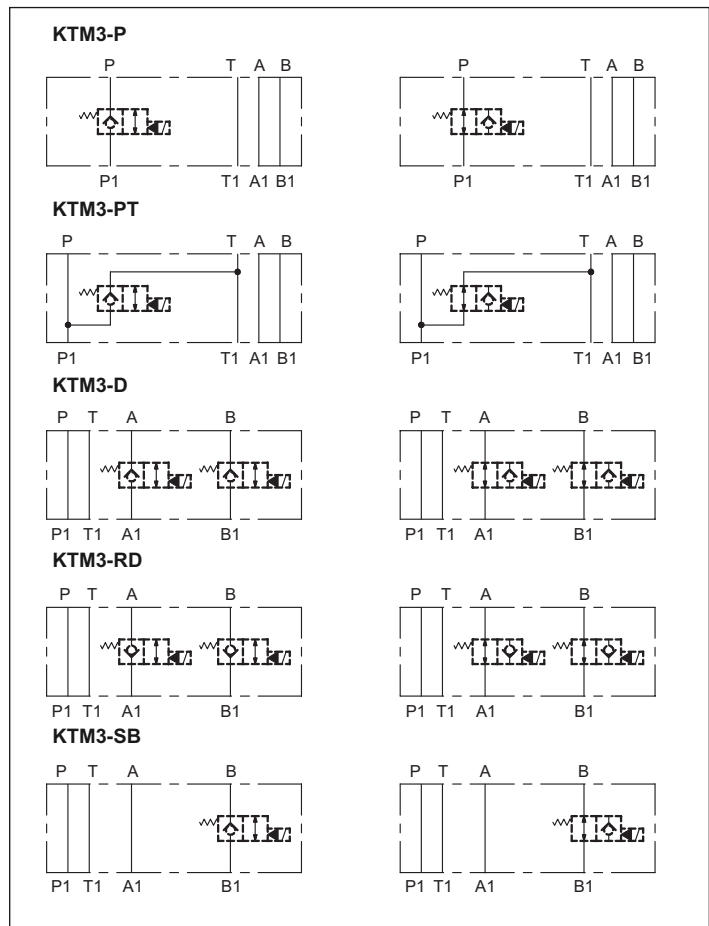 KTM3-P
P T A B P T A B
P1 T1 A1 B1 P1 T1 A1 B1
KTM3-PT
P T A B P T A B
P1 T1 A1 B1 P1 T1 A1 B1
KTM3-D
P T A B P T A B
P1 T1 A1 B1 P1 T1 A1 B1
KTM3-RD
P T A B P T A B
P1 T1 A1 B1 P1 T1 A1 B1
KTM3-SB
P T A B P T A B
P1 T1 A1 B1 P1 T1 A1 B1